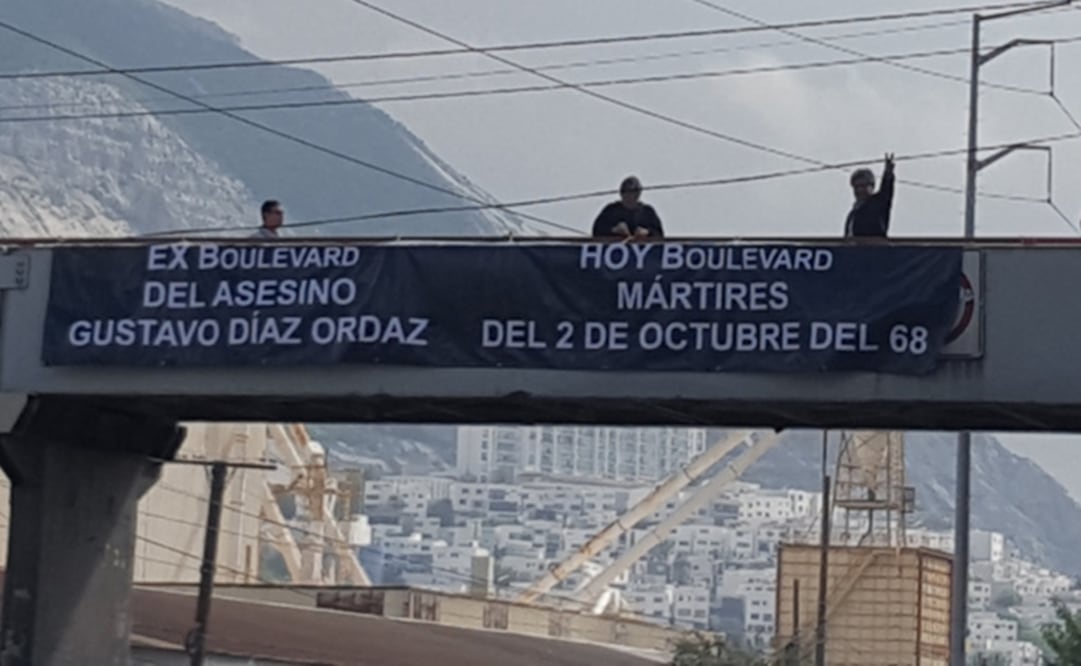 EX BOULEVARD
DEL ASESINO
GUSTAVO DÍAZ ORDAZ
HOY BOULEVARD
MÁRTIRES
DEL 2 DE OCTUBRE DEL 68